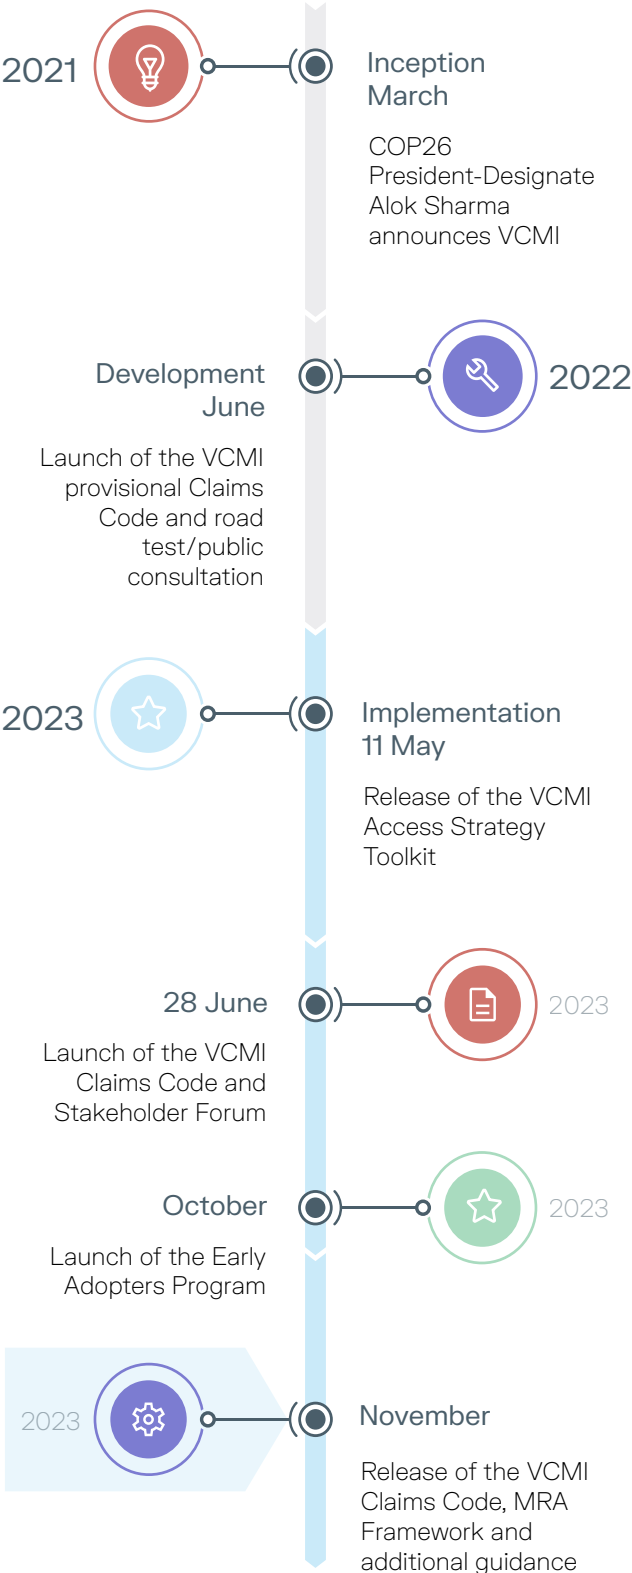 2021
Inception
March
COP26
President-Designate
Alok Sharma
announces VCMI
Development
June
2022
Launch of the VCMI
provisional Claims
Code and road
test/public
consultation
2023
Implementation
11 May
Release of the VCMI
Access Strategy
Toolkit
28 June
2023
Launch of the VCMI
Claims Code and
Stakeholder Forum
October
2023
Launch of the Early
Adopters Program
2023
November
Release of the VCMI
Claims Code, MRA
Framework and
additional guidance